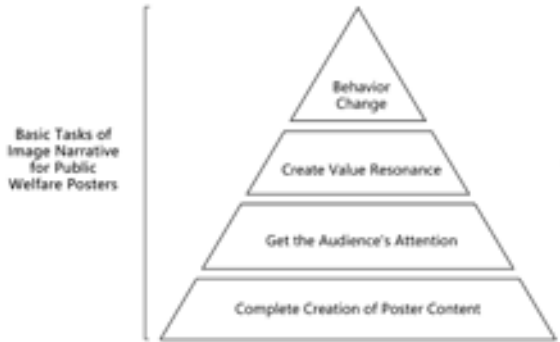 Basic Tasks of
Image Narrative
for Public
Welfare Posters
Behavior
Change
Create Value Resonance
Get the Audience's Attention
Complete Creation of Poster Content